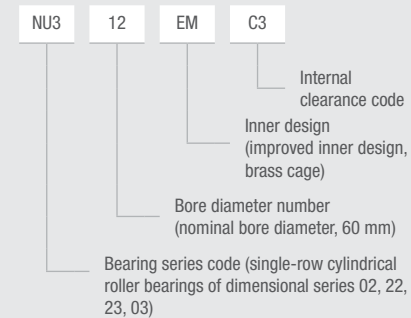 NU3 12 EM C3
Internal
clearance code
Inner design
(improved inner design,
brass cage)
Bore diameter number
(nominal bore diameter, 60 mm)
Bearing series code (single-row cylindrical
roller bearings of dimensional series 02, 22,
23, 03)